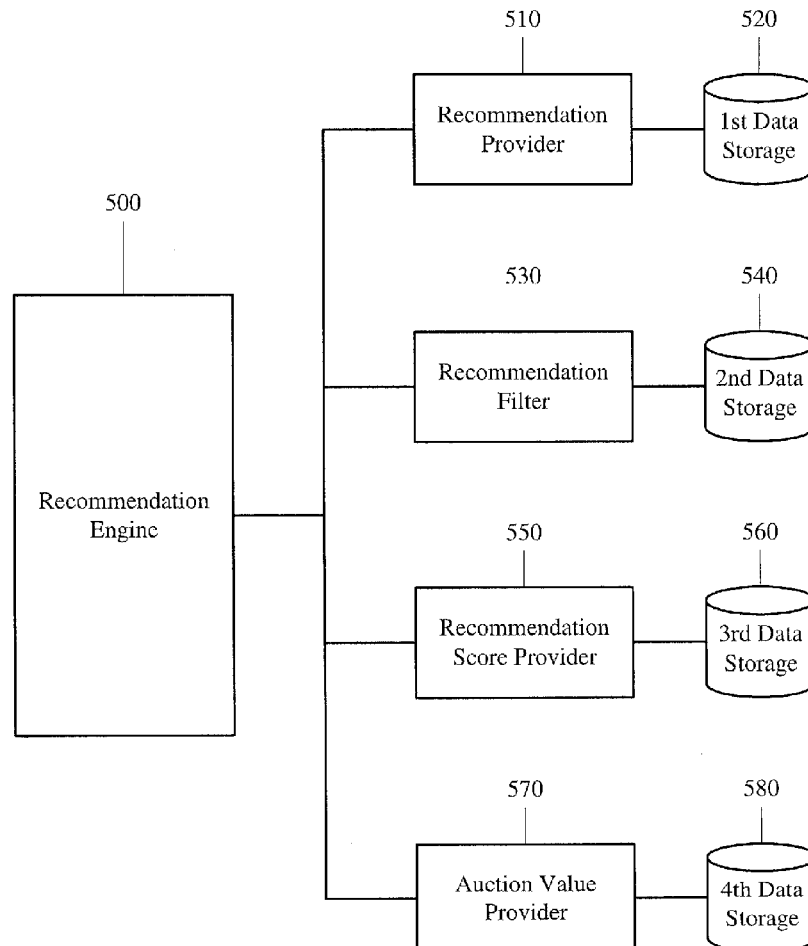 510
520
Recommendation
Provider
1st Data
Storage
500
530
540
Recommendation
Filter
2nd Data
Storage
Recommendation
Engine
550
560
Recommendation
Score Provider
3rd Data
Storage
570
580
Auction Value
Provider
4th Data
Storage